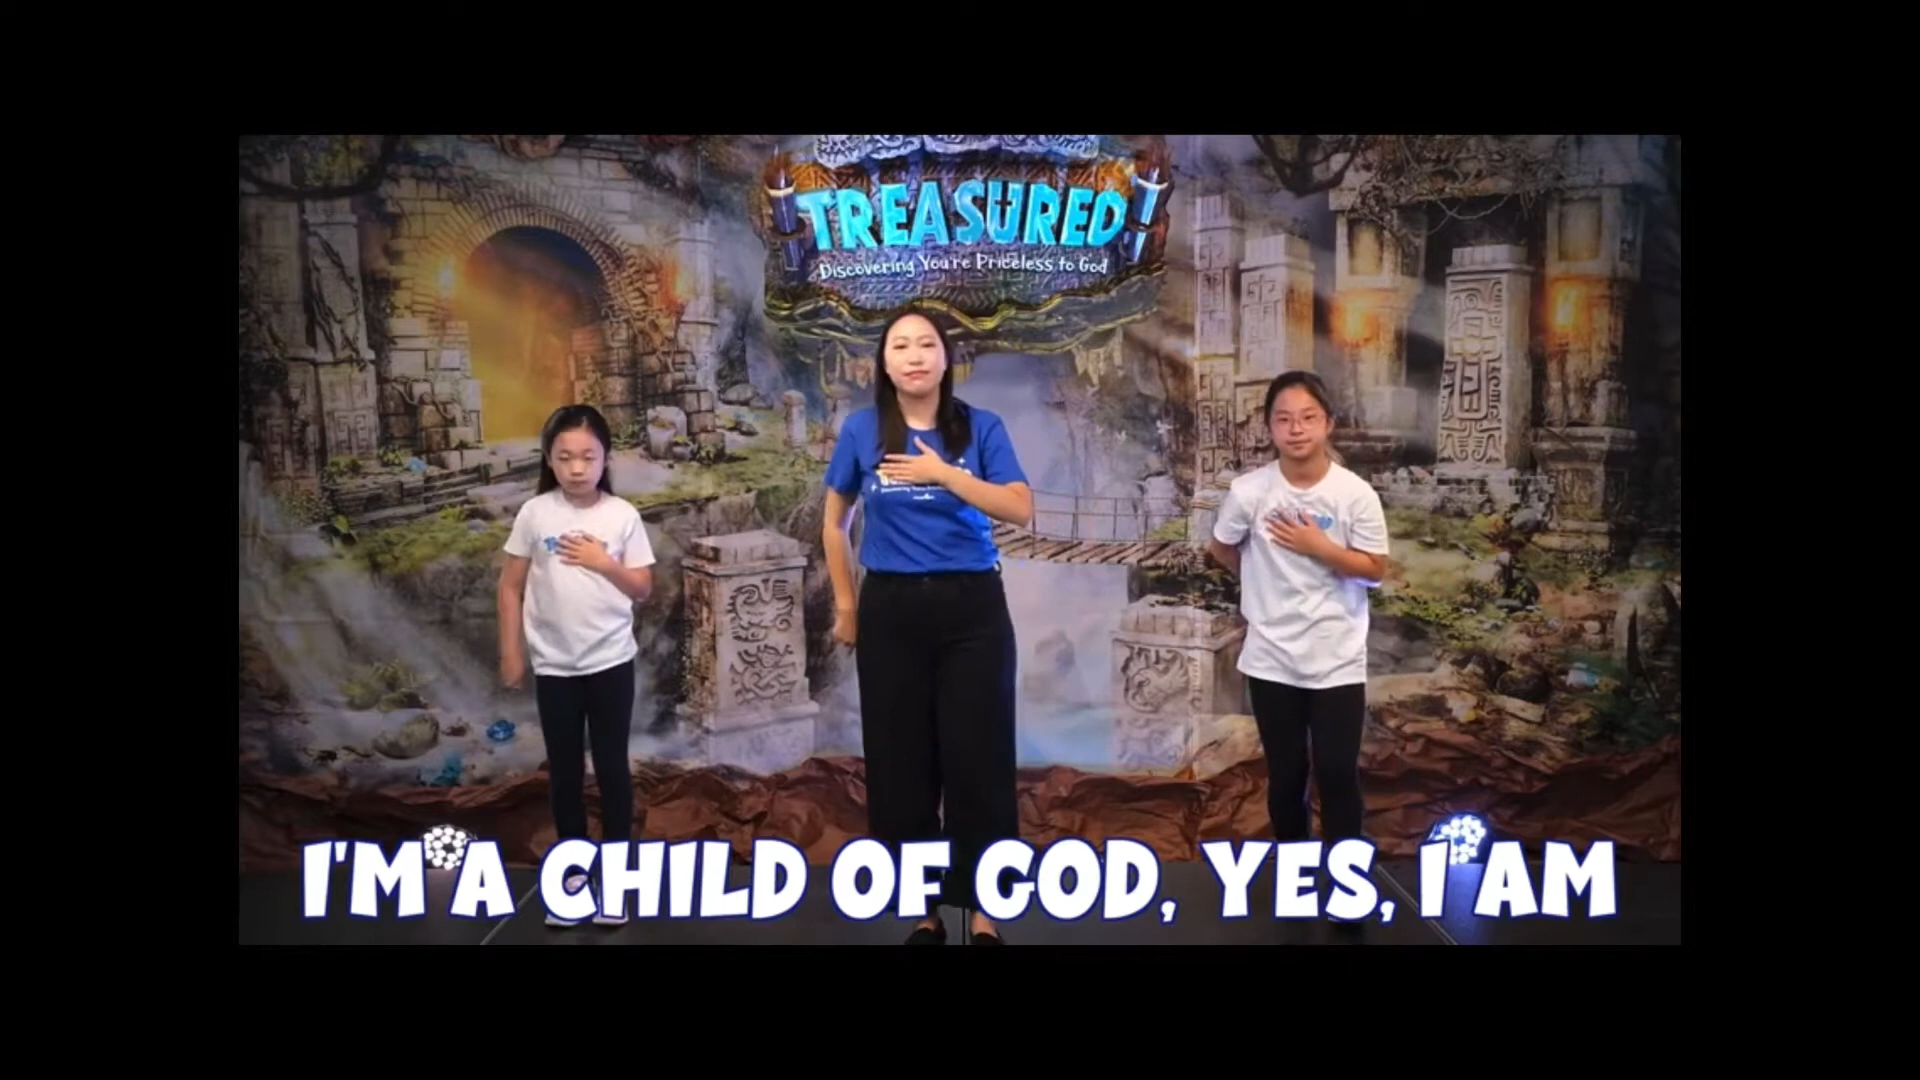 TREASURED
Discovering You're Priceless to God
I'M A CHILD OF GOD, YES, I AM